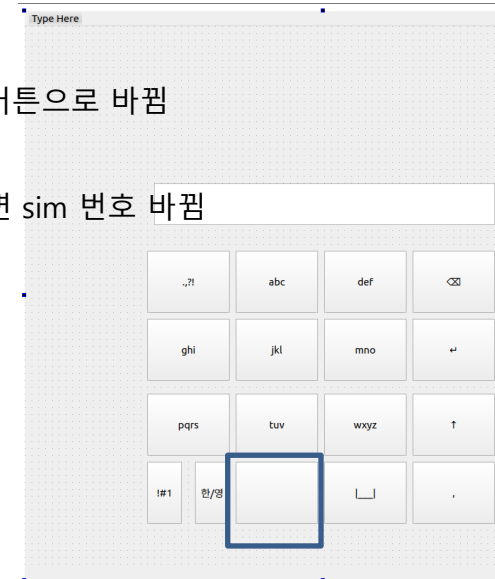 Type Here
버튼으로 바뀜
면 sim 번호 바뀜
.,?!
abc
def
⌫
ghi
jkl
mno
↵
pqrs
tuv
wxyz
↑
!#1
한/영
|__|
,